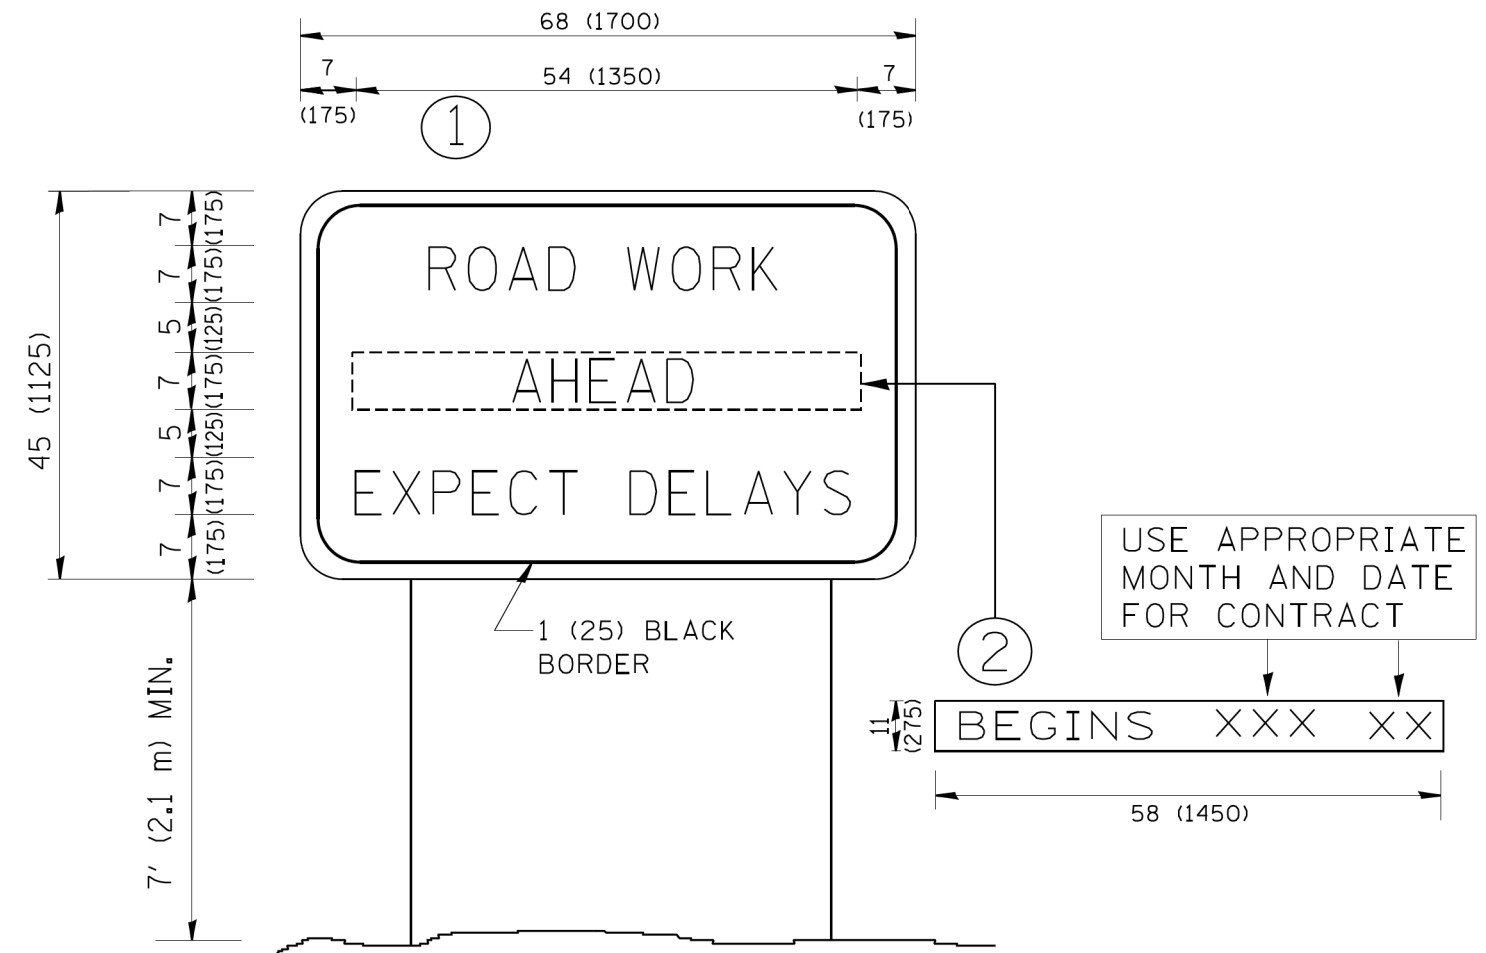 68 (1700)
7
54 (1350)
7
(175)
(175)
1
7
(175)
7
(175)
5
(125)
7
(175)
5
(125)
7
(175)
7
(175)
45 (1125)
ROAD WORK
AHEAD
EXPECT DELAYS
1 (25) BLACK
BORDER
7' (2.1 m) MIN.
USE APPROPRIATE
MONTH AND DATE
FOR CONTRACT
2
11
(275)
BEGINS XXX XX
58 (1450)